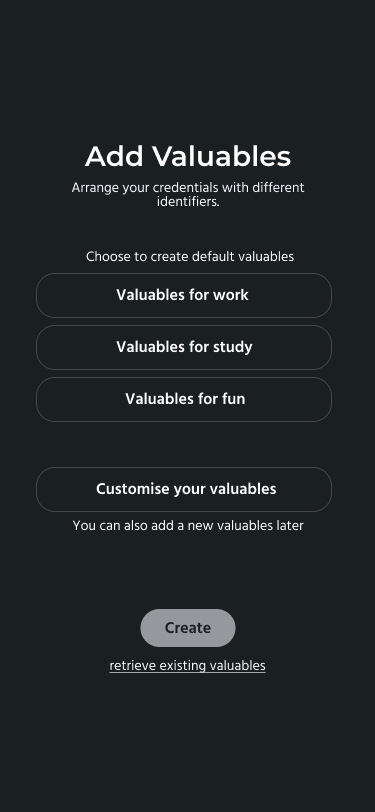 Add Valuables
Arrange your credentials with different
identifiers.
Choose to create default valuables
Valuables for work
Valuables for study
Valuables for fun
Customise your valuables
You can also add a new valuables later
Create
retrieve existing valuables